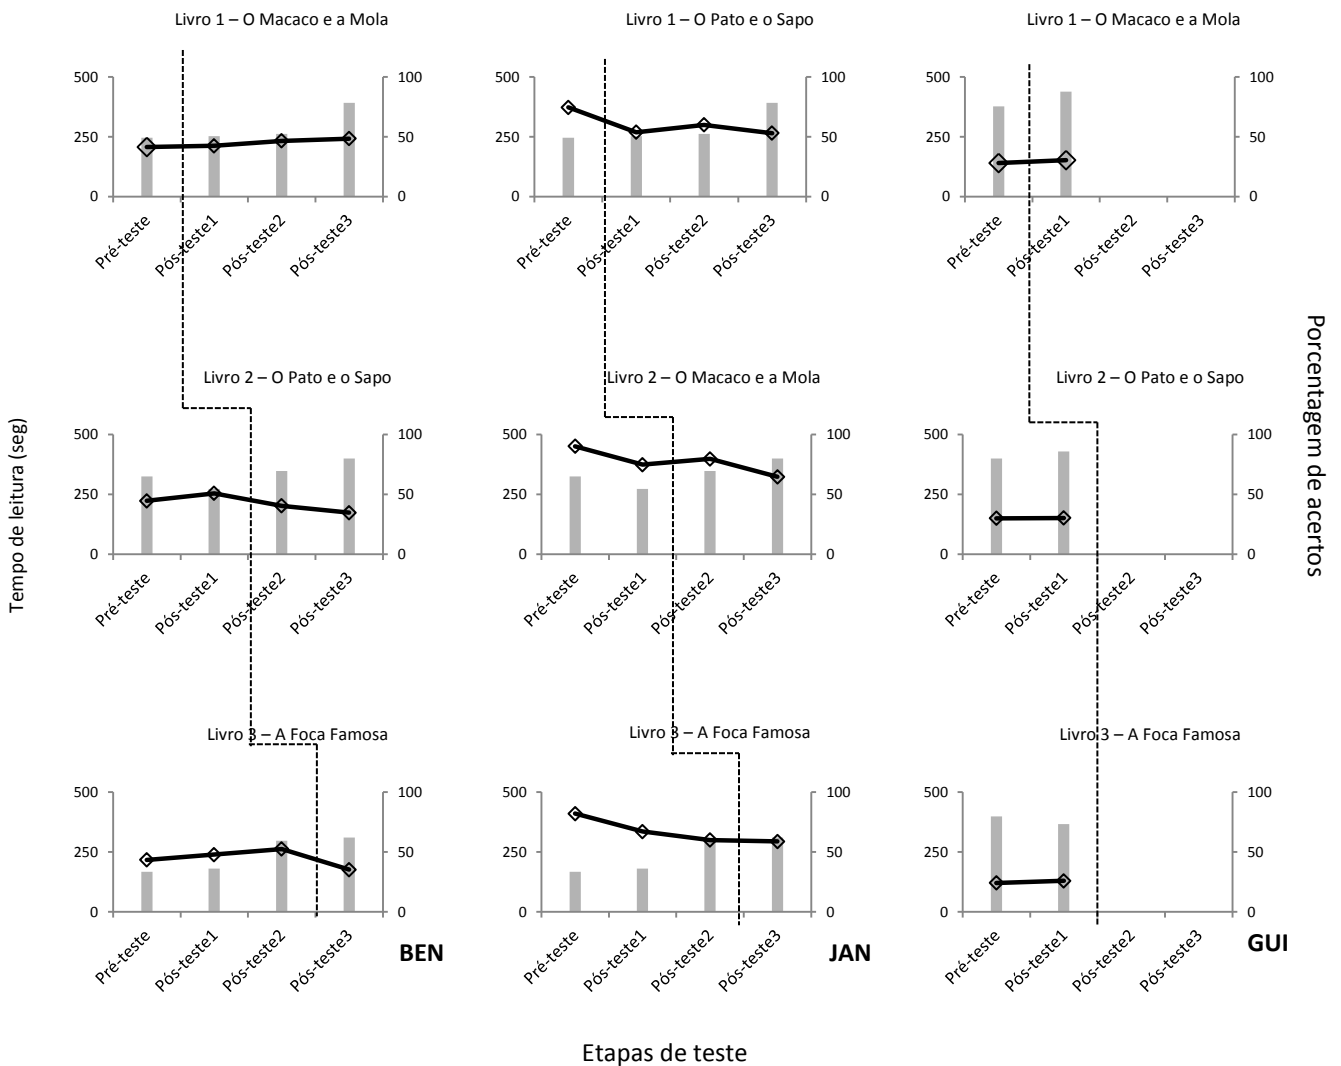 Livro 1 – O Macaco e a Mola
500
250
0
100
50
0
Pré-teste
Pós-teste1
Pós-teste2
Pós-teste3
Livro 1 – O Pato e o Sapo
500
250
0
100
50
0
Pré-teste
Pós-teste1
Pós-teste2
Pós-teste3
Livro 1 – O Macaco e a Mola
500
250
0
100
50
0
Pré-teste
Pós-teste1
Pós-teste2
Pós-teste3
Tempo de leitura (seg)
Livro 2 – O Pato e o Sapo
500
250
0
100
50
0
Pré-teste
Pós-teste1
Pós-teste2
Pós-teste3
Livro 2 – O Macaco e a Mola
500
250
0
100
50
0
Pré-teste
Pós-teste1
Pós-teste2
Pós-teste3
Livro 2 – O Pato e o Sapo
500
250
0
100
50
0
Pré-teste
Pós-teste1
Pós-teste2
Pós-teste3
Porcentagem de acertos
Livro 3 – A Foca Famosa
500
250
0
100
50
0
Pré-teste
Pós-teste1
Pós-teste2
Pós-teste3
BEN
Livro 3 – A Foca Famosa
500
250
0
100
50
0
Pré-teste
Pós-teste1
Pós-teste2
Pós-teste3
JAN
Livro 3 – A Foca Famosa
500
250
0
100
50
0
Pré-teste
Pós-teste1
Pós-teste2
Pós-teste3
GUI
Etapas de teste